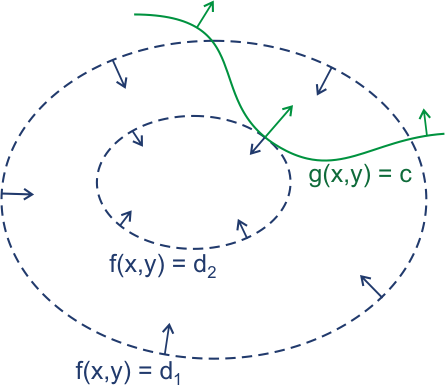 g(x,y) = c
f(x,y) = d₂
f(x,y) = d₁